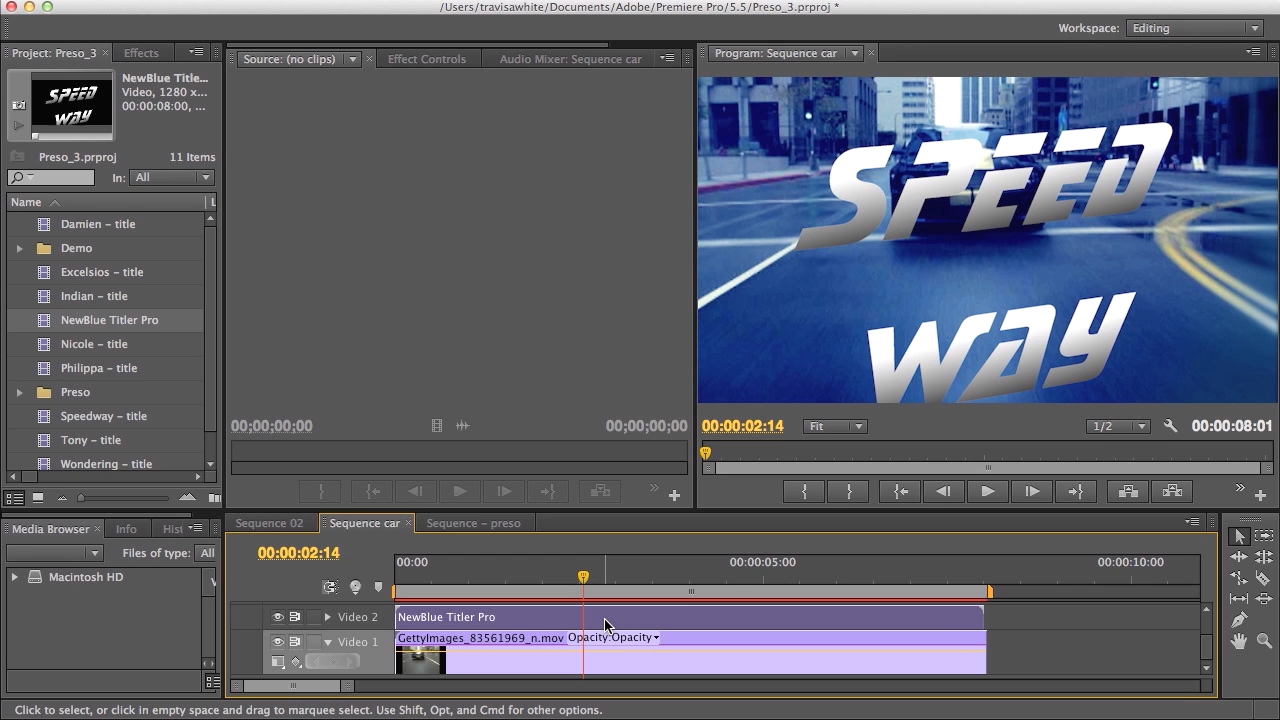 /Users/travisawhite/Documents/Adobe/Premiere Pro/5.5/Preso_3.prproj *
Workspace: Editing
Project: Preso_3
Effects
NewBlue Title...
Video, 1280 x...
00:00:08:00, ...
SPEED
WAY
Preso_3.prproj
11 Items
In: All
Name
L
Damien - title
Demo
Excelsios - title
Indian - title
NewBlue Titler Pro
Nicole - title
Philippa - title
Preso
Speedway - title
Tony - title
Wondering - title
Source: (no clips)
Effect Controls
Audio Mixer: Sequence car
00;00;00;00
00;00;00;00
Program: Sequence car
SPEED
WAY
00:00:02:14
Fit
1/2
00:00:08:01
Media Browser
Info
Hist
Files of type: All
Macintosh HD
V
Sequence 02
Sequence car
Sequence - preso
00:00:02:14
00:00
00:00:05:00
00:00:10:00
Video 2
NewBlue Titler Pro
Video 1
GettyImages_83561969_n.mov Opacity:Opacity
Click to select, or click in empty space and drag to marquee select. Use Shift, Opt, and Cmd for other options.